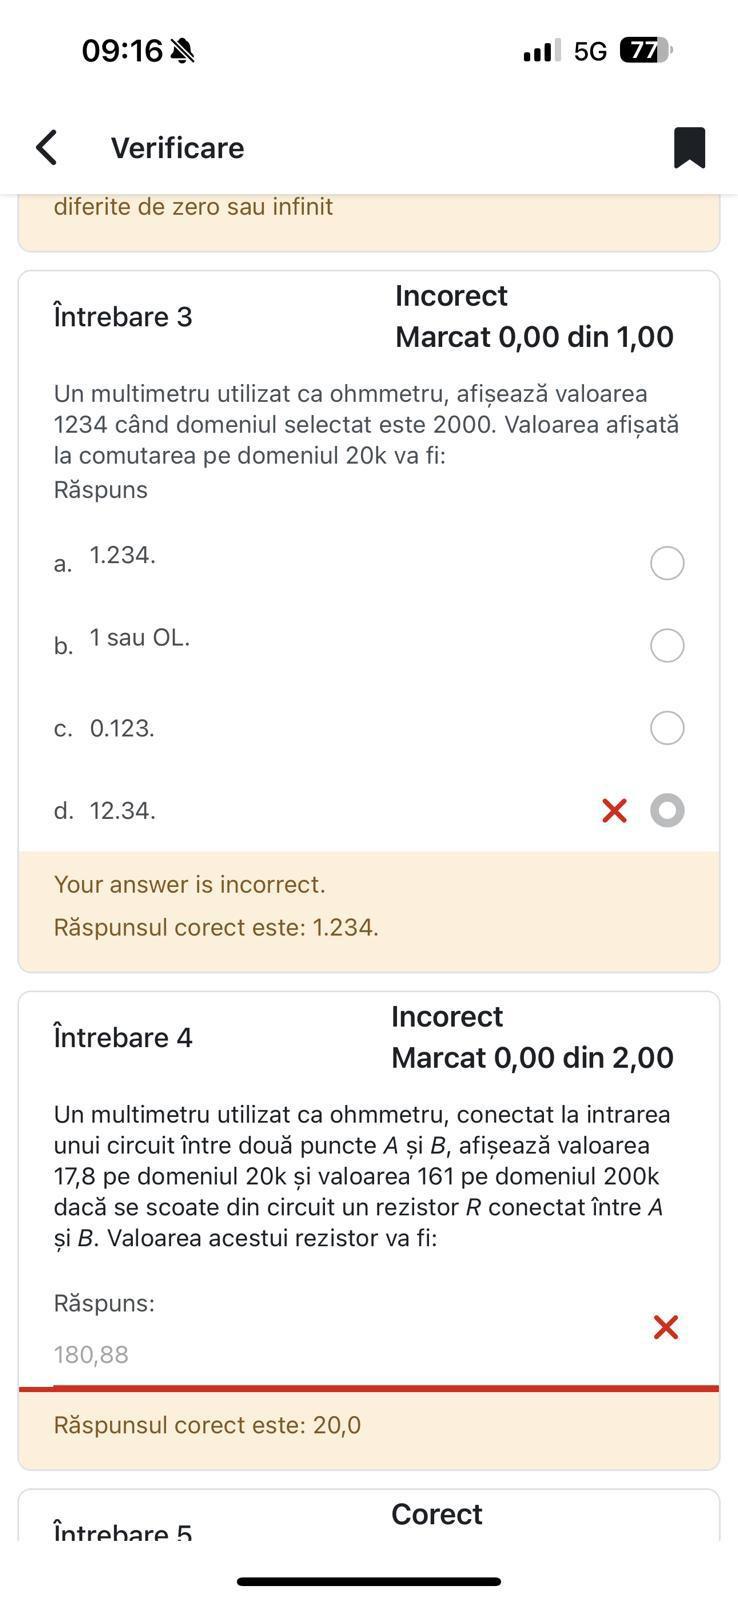 09:16
5G
77
Verificare
diferite de zero sau infinit
Întrebare 3
Incorect
Marcat 0,00 din 1,00
Un multimetru utilizat ca ohmmetru, afișează valoarea
1234 când domeniul selectat este 2000. Valoarea afișată
la comutarea pe domeniul 20k va fi:
Răspuns
a. 1.234.
b. 1 sau OL.
c. 0.123.
d. 12.34.
Your answer is incorrect.
Răspunsul corect este: 1.234.
Întrebare 4
Incorect
Marcat 0,00 din 2,00
Un multimetru utilizat ca ohmmetru, conectat la intrarea
unui circuit între două puncte A și B, afișează valoarea
17,8 pe domeniul 20k și valoarea 161 pe domeniul 200k
dacă se scoate din circuit un rezistor R conectat între A
și B. Valoarea acestui rezistor va fi:
Răspuns:
180,88
Răspunsul corect este: 20,0
Întrebare 5
Corect